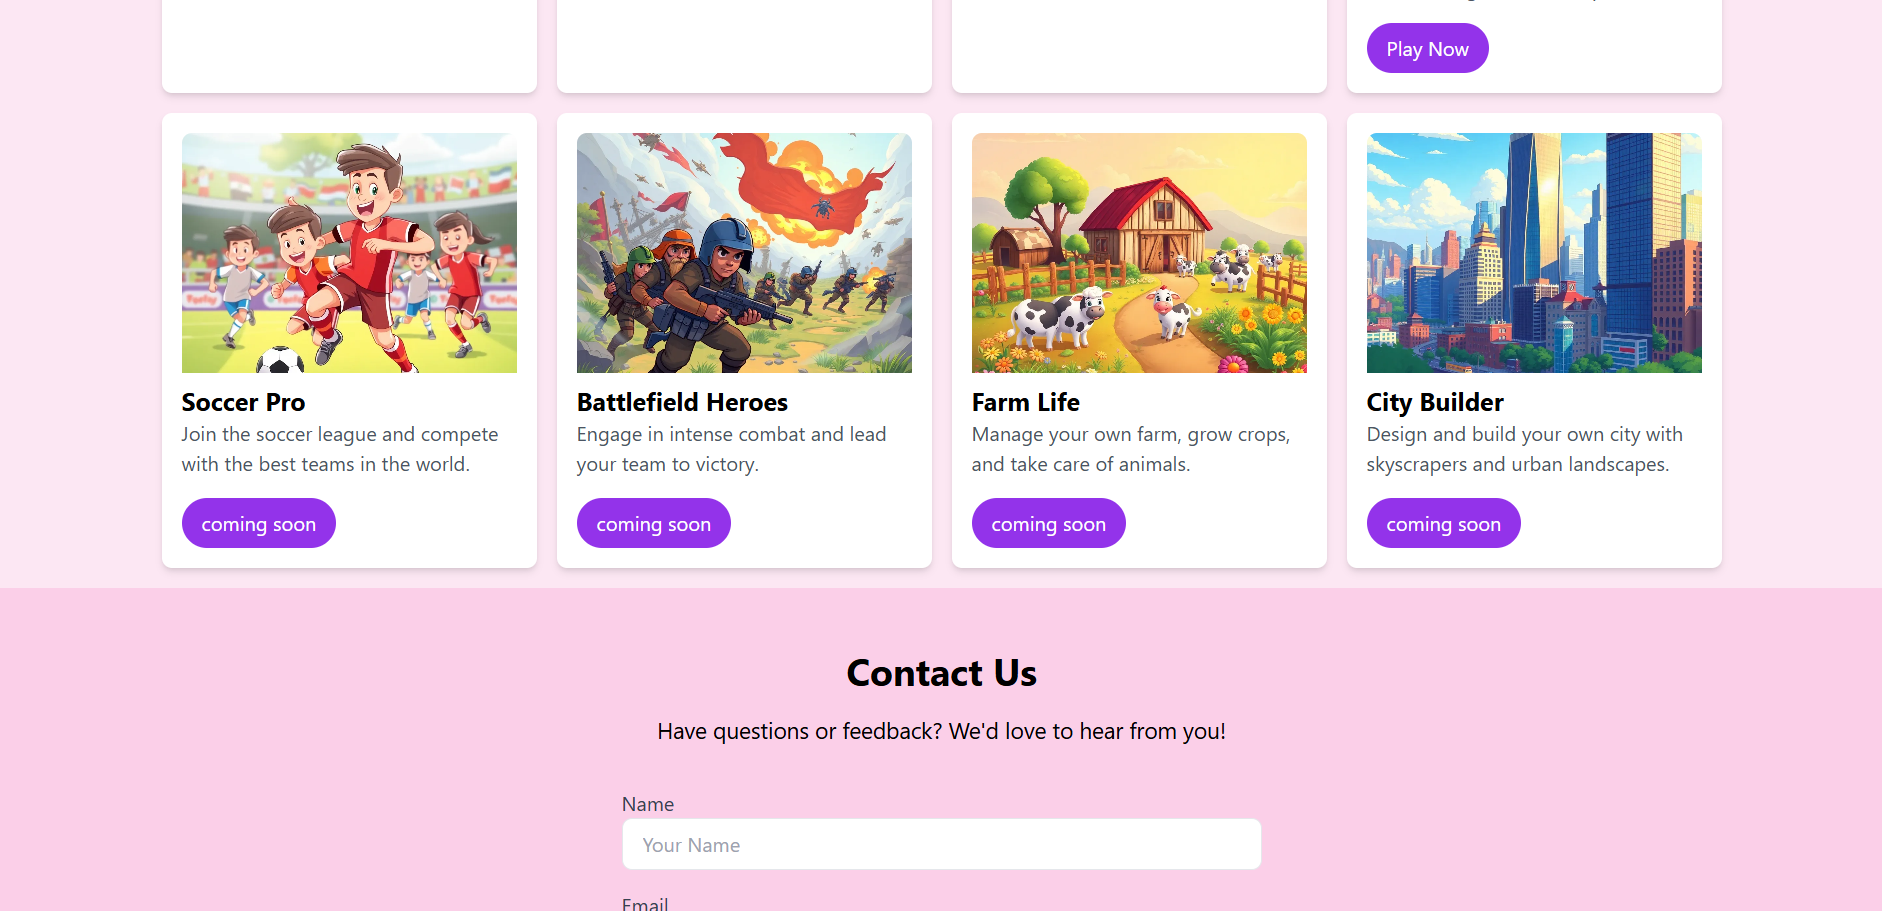 Play Now
Soccer Pro
Join the soccer league and compete
with the best teams in the world.
coming soon
Battlefield Heroes
Engage in intense combat and lead
your team to victory.
coming soon
Farm Life
Manage your own farm, grow crops,
and take care of animals.
coming soon
City Builder
Design and build your own city with
skyscrapers and urban landscapes.
coming soon
Contact Us
Have questions or feedback? We'd love to hear from you!
Name
Your Name
Email